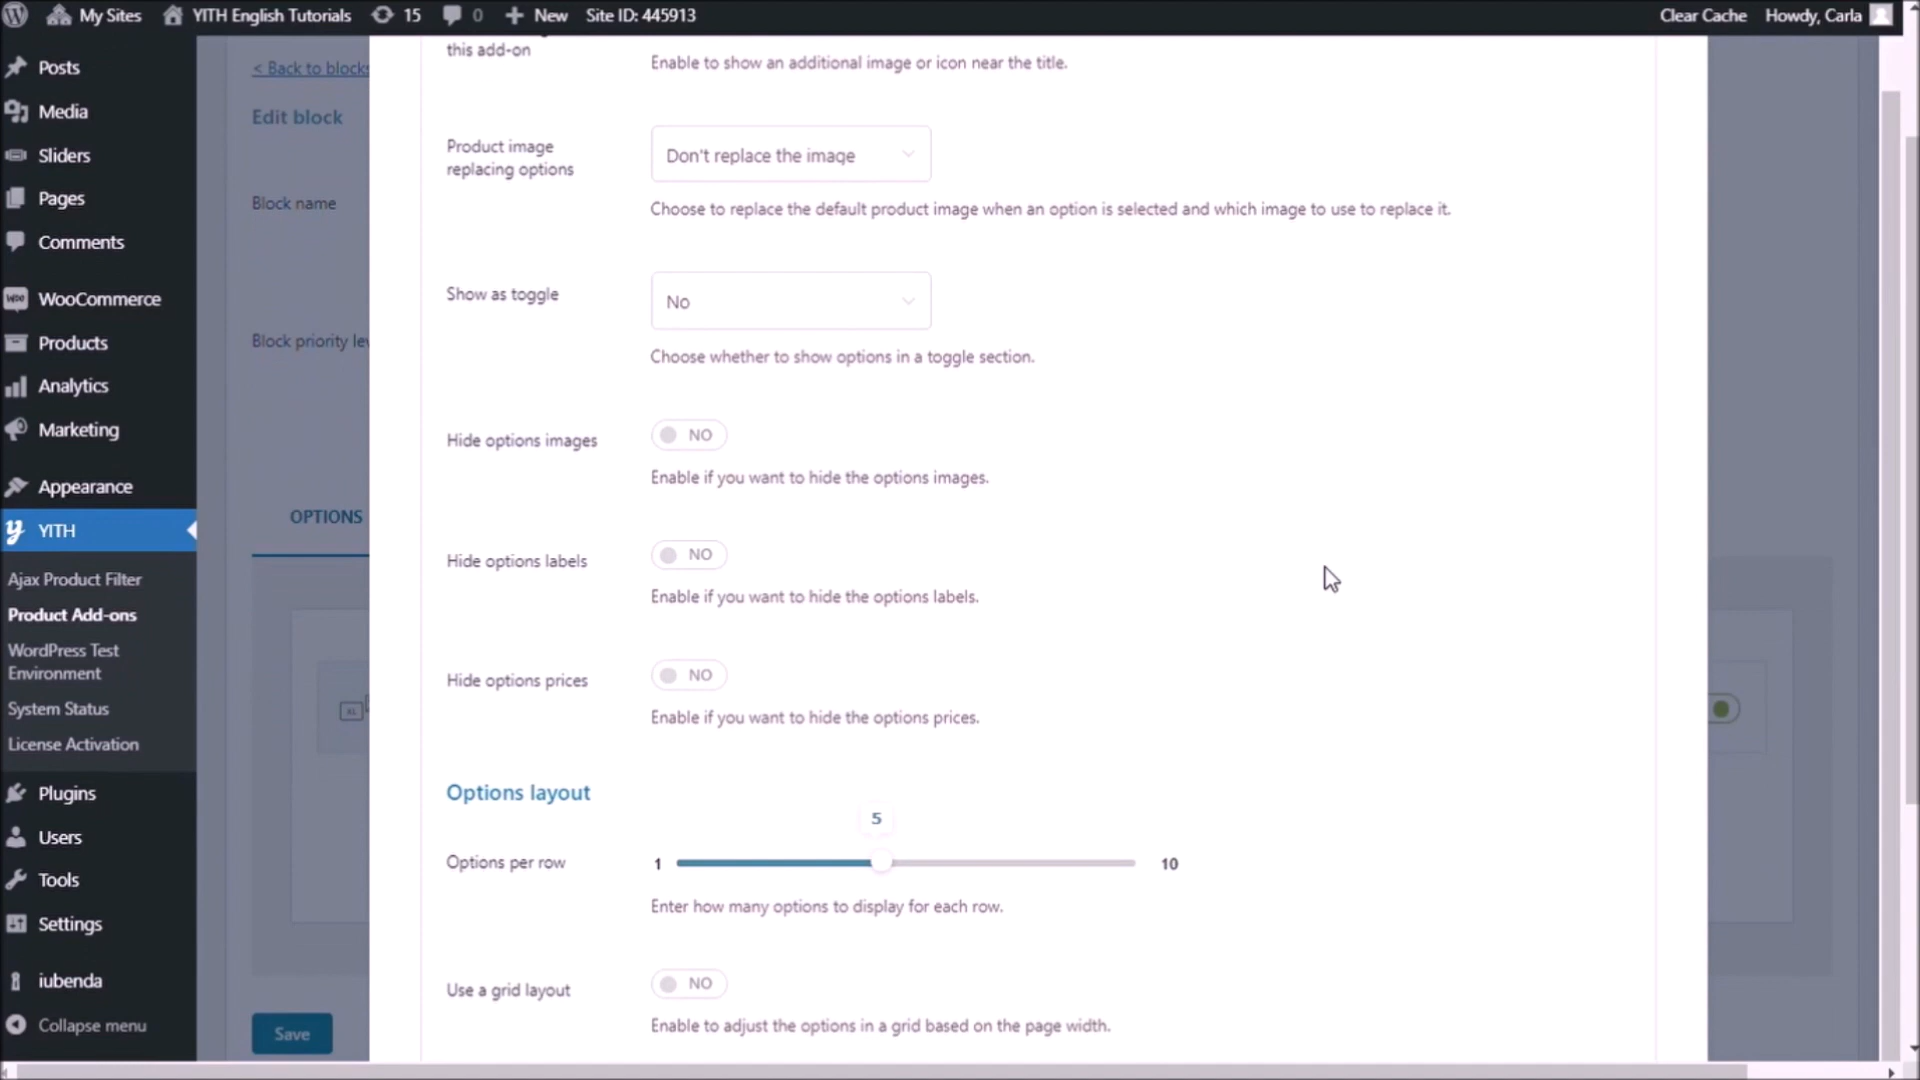 My Sites
YITH English Tutorials
15
0
New
Site ID: 445913
Clear Cache
Howdy, Carla
Posts
Media
Sliders
Pages
Comments
WooCommerce
Products
Analytics
Marketing
Appearance
YITH
Ajax Product Filter
Product Add-ons
WordPress Test
Environment
System Status
License Activation
Plugins
Users
Tools
Settings
iubenda
Collapse menu
< Back to blocks
Edit block
Block name
Block priority le
OPTIONS
XL
Save
this add-on
Enable to show an additional image or icon near the title.
Product image
replacing options
Don't replace the image
Choose to replace the default product image when an option is selected and which image to use to replace it.
Show as toggle
No
Choose whether to show options in a toggle section.
Hide options images
NO
Enable if you want to hide the options images.
Hide options labels
NO
Enable if you want to hide the options labels.
Hide options prices
NO
Enable if you want to hide the options prices.
Options layout
5
Options per row
1
10
Enter how many options to display for each row.
Use a grid layout
NO
Enable to adjust the options in a grid based on the page width.